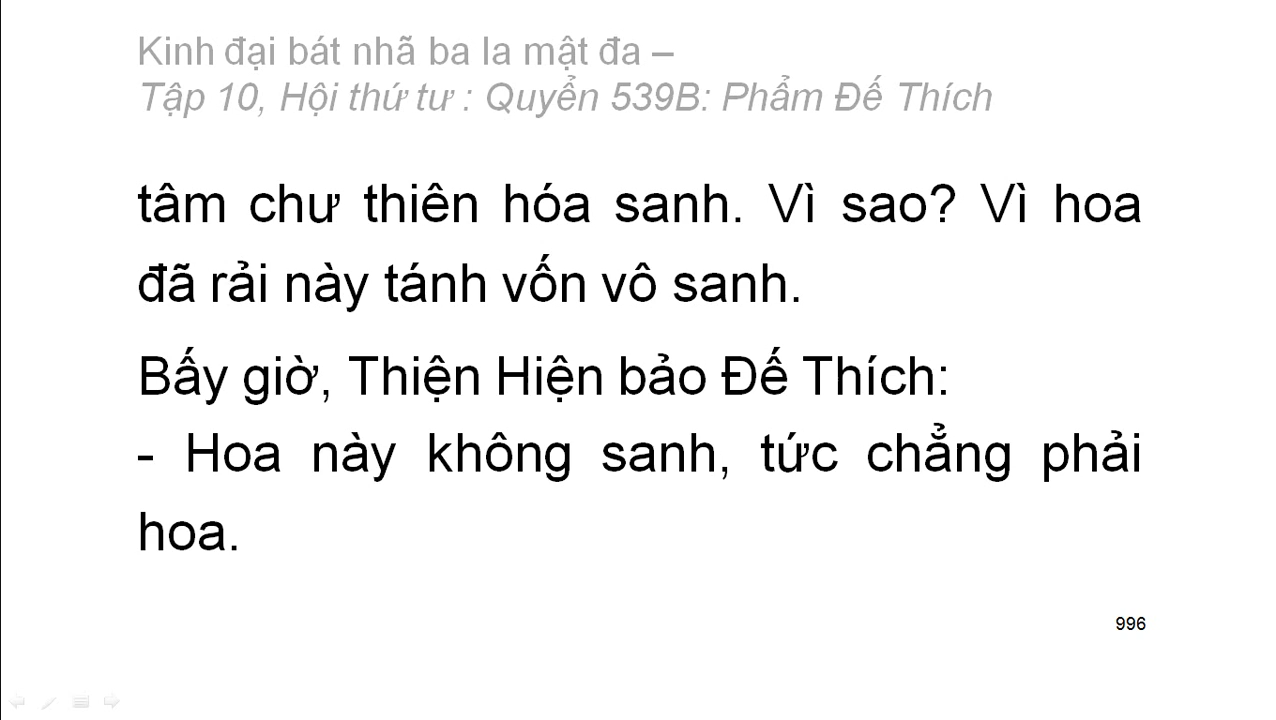 Kinh đại bát nhã ba la mật đa –
Tập 10, Hội thứ tư : Quyển 539B: Phẩm Đế Thích
tâm chư thiên hóa sanh. Vì sao? Vì hoa
đã rải này tánh vốn vô sanh.
Bấy giờ, Thiện Hiện bảo Đế Thích:
- Hoa này không sanh, tức chẳng phải
hoa.
996